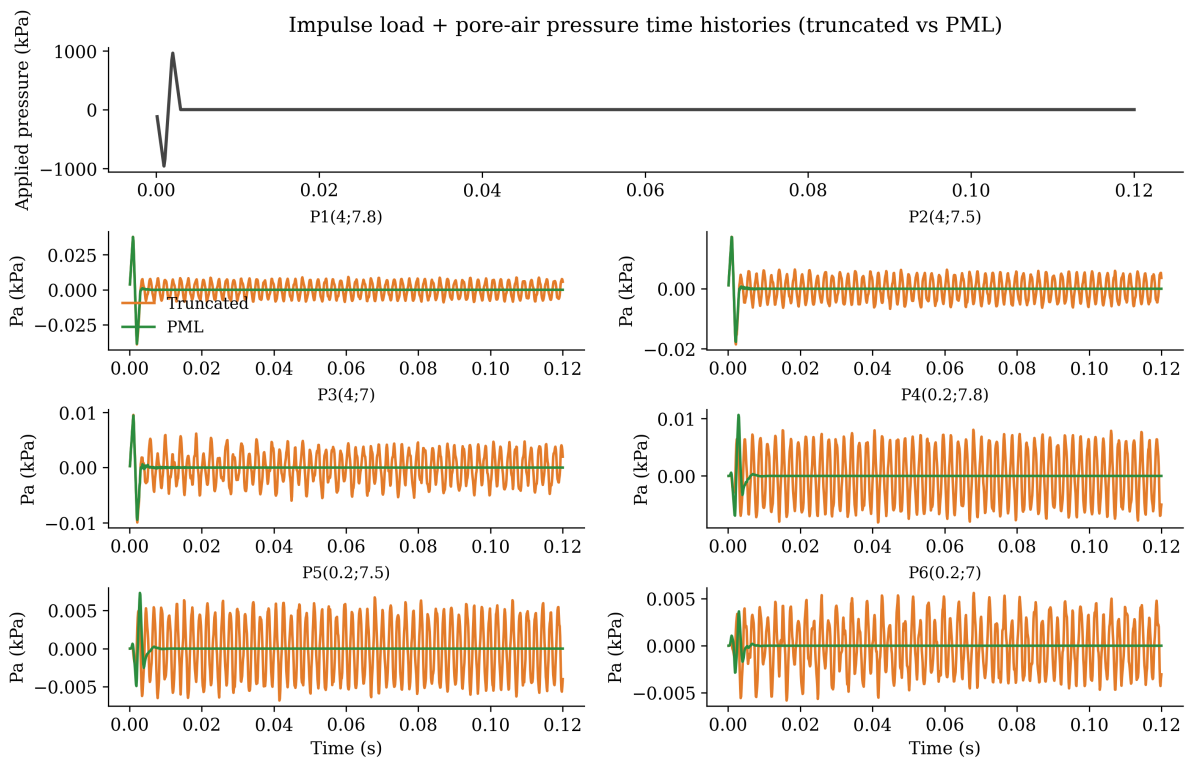 Impulse load + pore-air pressure time histories (truncated vs PML)
Applied pressure (kPa)
1000
0
−1000
0.00 0.02 0.04 0.06 0.08 0.10 0.12
P1(4;7.8)
Pa (kPa)
0.025
0.000
−0.025
Truncated
PML
0.00 0.02 0.04 0.06 0.08 0.10 0.12
P2(4;7.5)
Pa (kPa)
0.00
−0.02
0.00 0.02 0.04 0.06 0.08 0.10 0.12
P3(4;7)
Pa (kPa)
0.01
0.00
−0.01
0.00 0.02 0.04 0.06 0.08 0.10 0.12
P4(0.2;7.8)
Pa (kPa)
0.01
0.00
0.00 0.02 0.04 0.06 0.08 0.10 0.12
P5(0.2;7.5)
Pa (kPa)
0.005
0.000
−0.005
0.00 0.02 0.04 0.06 0.08 0.10 0.12
Time (s)
P6(0.2;7)
Pa (kPa)
0.005
0.000
−0.005
0.00 0.02 0.04 0.06 0.08 0.10 0.12
Time (s)